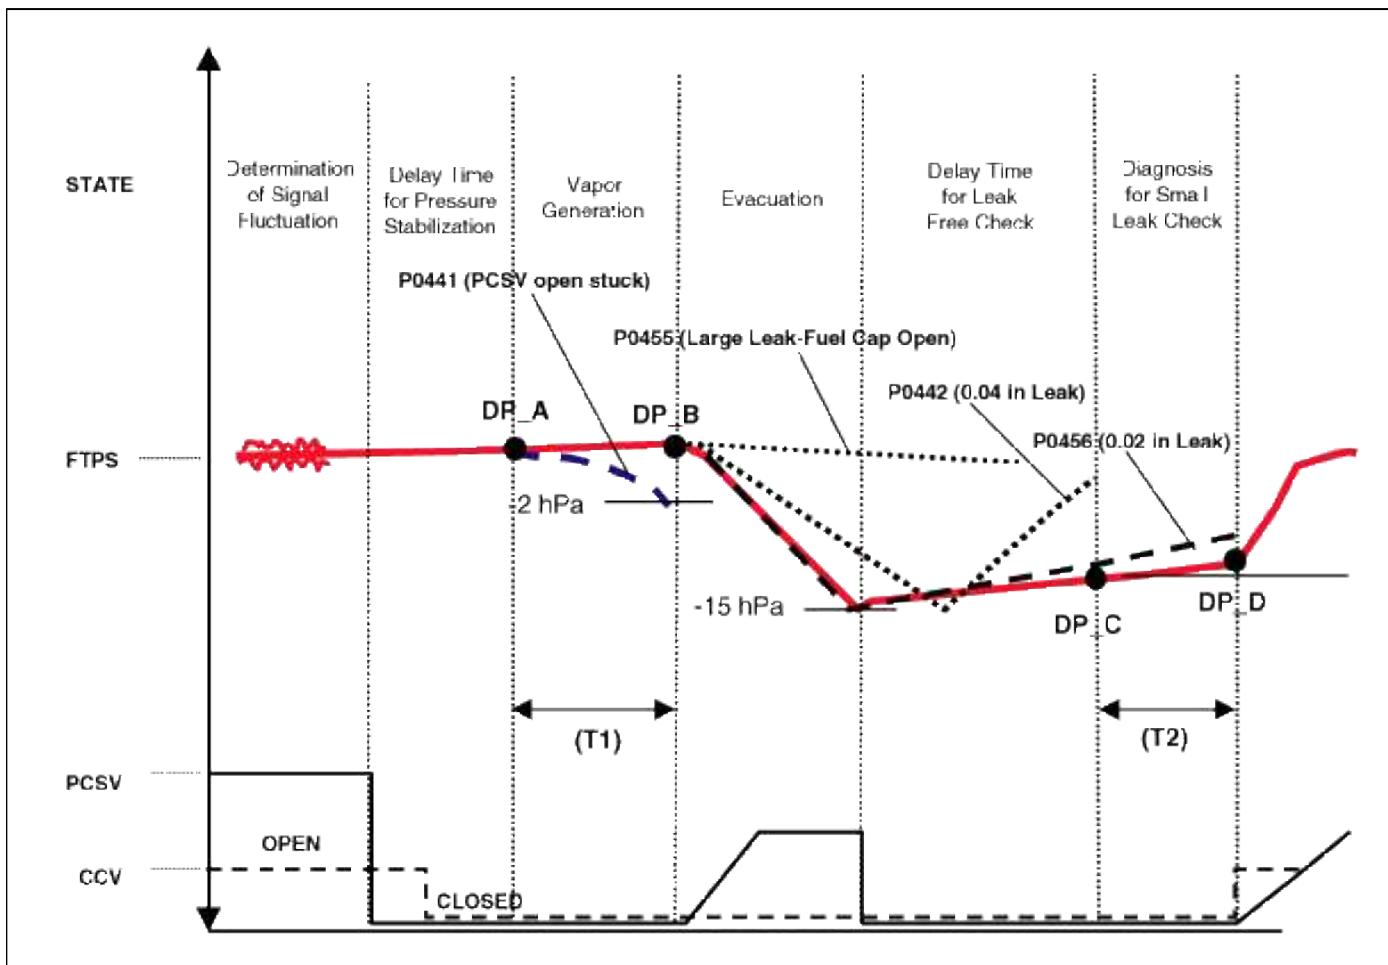 STATE
Determination
of Signal
Fluctuation
Delay Time
for Pressure
Stabilization
Vapor
Generation
Evacuation
Delay Time
for Leak
Free Check
Diagnosis
for Small
Leak Check
P0441 (PCSV open stuck)
P0455 (Large Leak-Fuel Cap Open)
P0442 (0.04 in Leak)
P0456 (0.02 in Leak)
DP_A
DP_B
FTPS
-2 hPa
-15 hPa
DP_C
DP_D
(T1)
(T2)
PCSV
OPEN
CCV
CLOSED